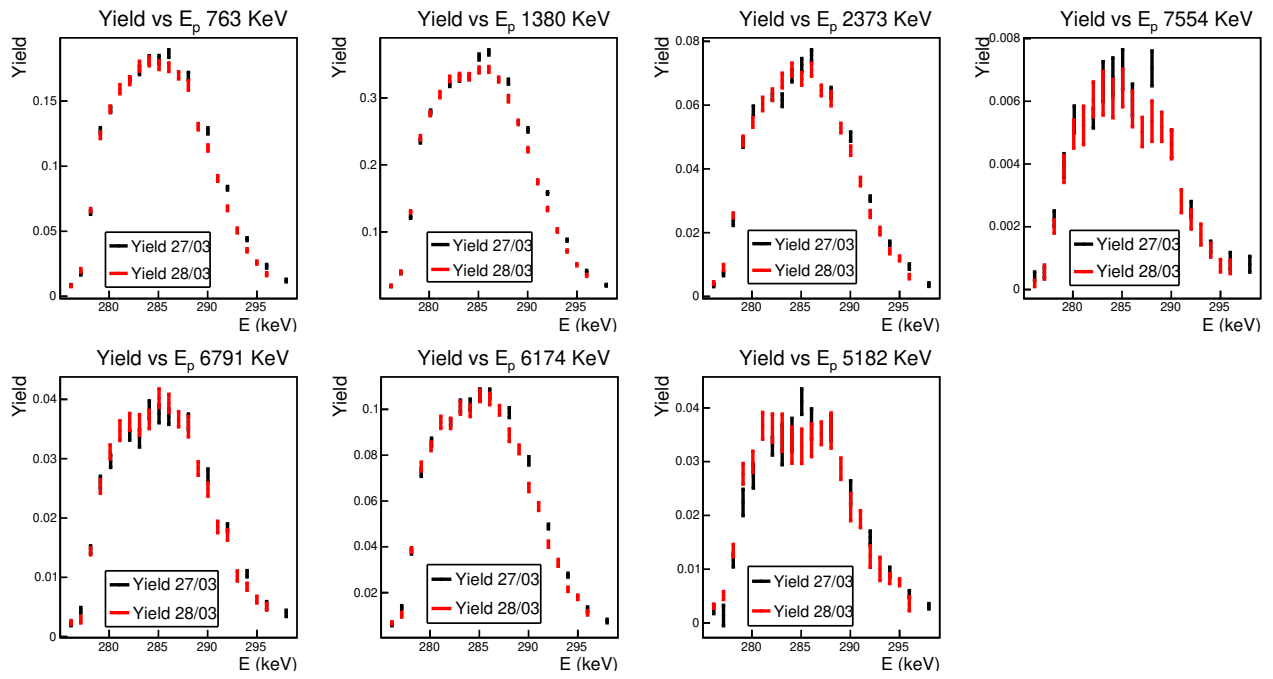 Yield vs Ep 763 KeV
Yield
0.15
0.1
0.05
0
280 285 290 295
E (keV)
Yield 27/03
Yield 28/03
Yield vs Ep 1380 KeV
Yield
0.3
0.2
0.1
280 285 290 295
E (keV)
Yield 27/03
Yield 28/03
Yield vs Ep 2373 KeV
Yield
0.08
0.06
0.04
0.02
0
280 285 290 295
E (keV)
Yield 27/03
Yield 28/03
Yield vs Ep 7554 KeV
Yield
0.008
0.006
0.004
0.002
0
280 285 290 295
E (keV)
Yield 27/03
Yield 28/03
Yield vs Ep 6791 KeV
Yield
0.04
0.03
0.02
0.01
0
280 285 290 295
E (keV)
Yield 27/03
Yield 28/03
Yield vs Ep 6174 KeV
Yield
0.1
0.08
0.06
0.04
0.02
0
280 285 290 295
E (keV)
Yield 27/03
Yield 28/03
Yield vs Ep 5182 KeV
Yield
0.04
0.03
0.02
0.01
0
280 285 290 295
E (keV)
Yield 27/03
Yield 28/03